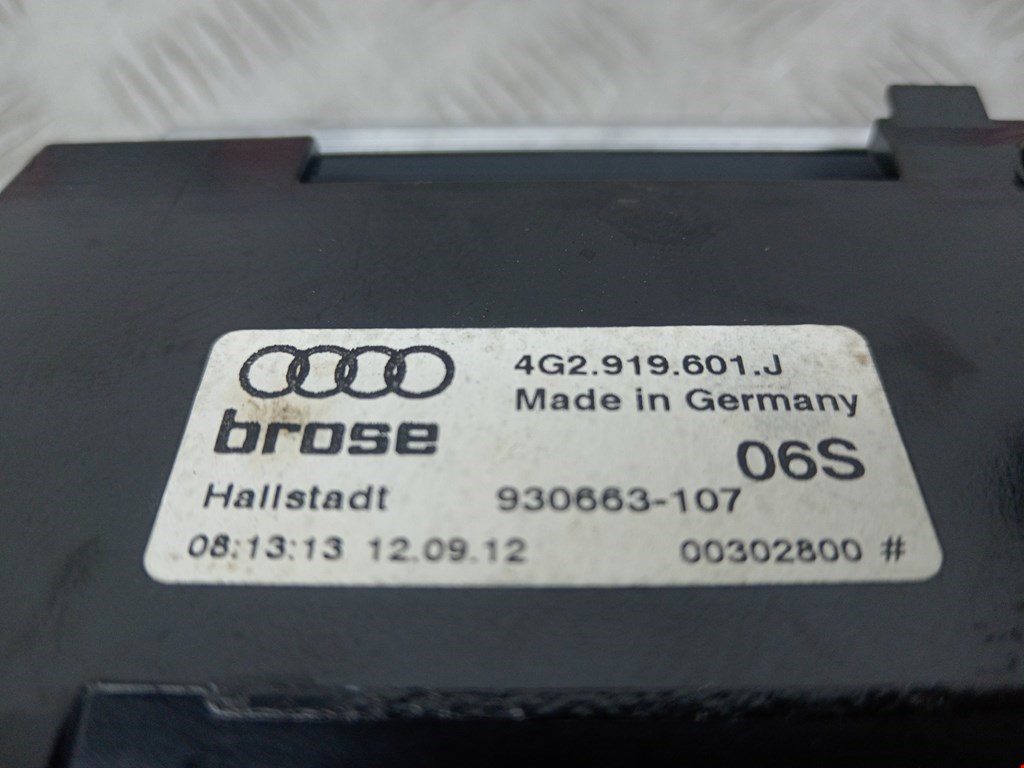 4G2.919.601.J
Made in Germany
brose
06S
Hallstadt 930663-107
08:13:13 12.09.12 00302800 #